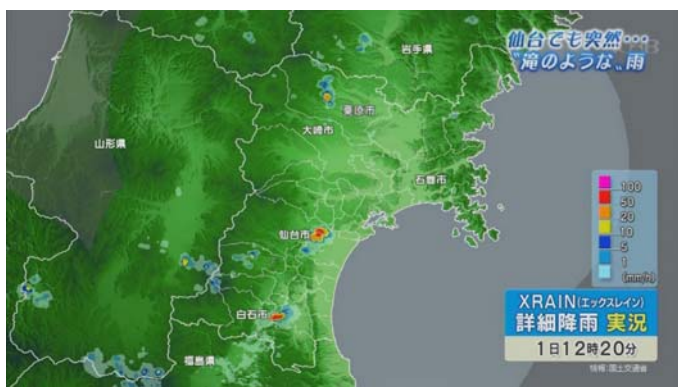 仙台でも突然…
“滝のような„雨
岩手県
栗原市
大崎市
山形県
石巻市
仙台市
白石市
福島県
100
50
20
10
5
1
(mm/h)
XRAIN(エックスレイン)
詳細降雨 実況
1日12時20分
情報:国土交通省